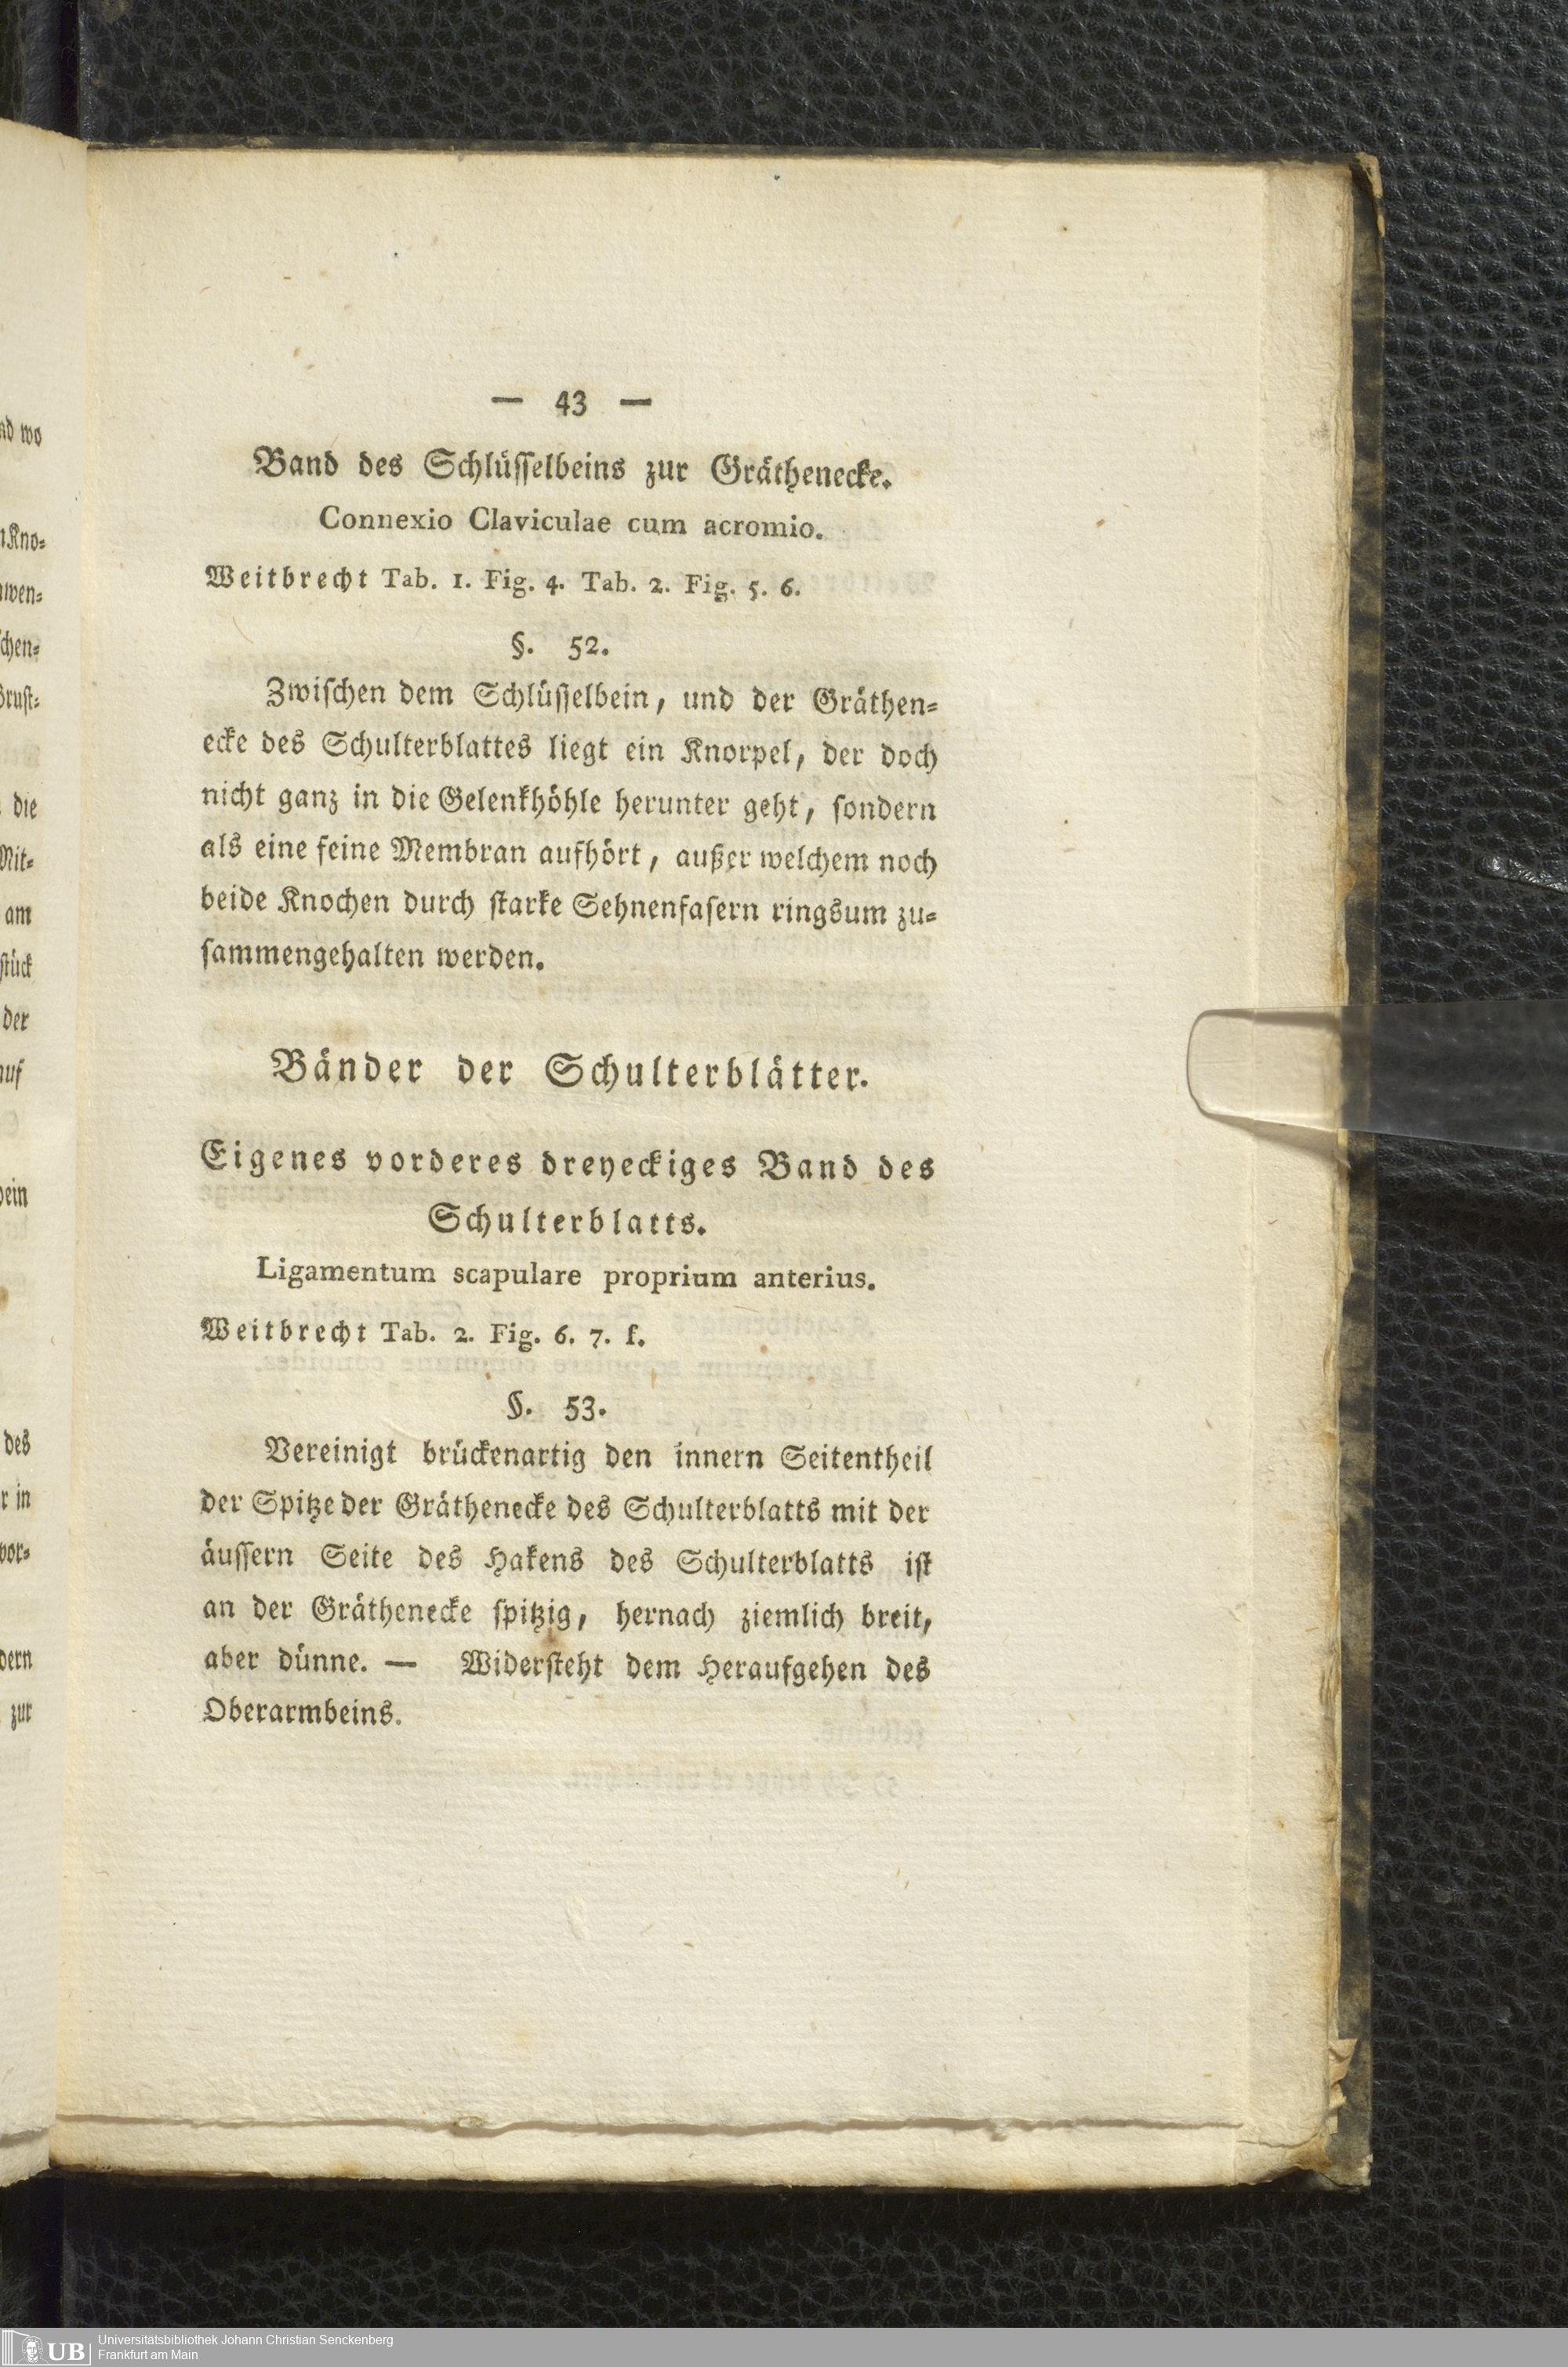 — 43 —
Band des Schlüsselbeins zur Gräthenecke.
Connexio Claviculae cum acromio.
Weitbrecht Tab. 1. Fig. 4. Tab. 2. Fig. 5. 6.
§. 52.
Zwischen dem Schlüsselbein, und der Gräthen-
ecke des Schulterblattes liegt ein Knorpel, der doch
nicht ganz in die Gelenkhöhle herunter geht, sondern
als eine feine Membran aufhört, außer welchem noch
beide Knochen durch starke Sehnenfasern ringsum zu-
sammengehalten werden.
Bänder der Schulterblätter.
Eigenes vorderes dreyeckiges Band des
Schulterblatts.
Ligamentum scapulare proprium anterius.
Weitbrecht Tab. 2. Fig. 6. 7. f.
§. 53.
Vereinigt brückenartig den innern Seitentheil
der Spitze der Gräthenecke des Schulterblatts mit der
äussern Seite des Hakens des Schulterblatts ist
an der Gräthenecke spitzig, hernach ziemlich breit,
aber dünne. — Widersteht dem Heraufgehen des
Oberarmbeins.
UB
Universitätsbibliothek Johann Christian Senckenberg
Frankfurt am Main